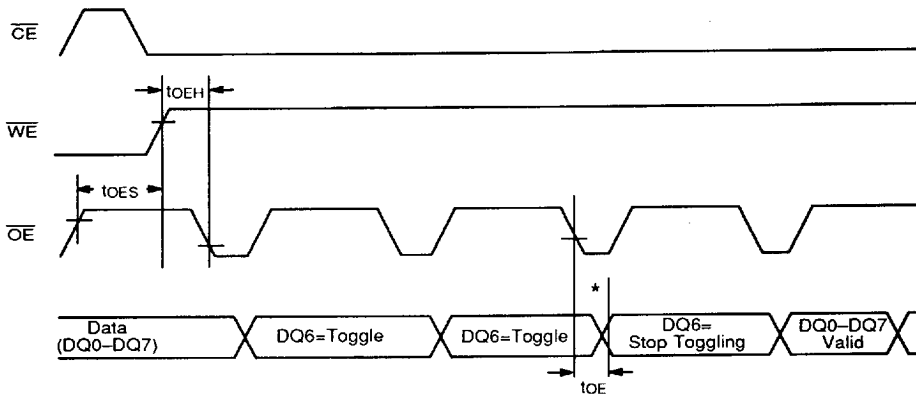 CE
tOEH
WE
tOES
OE
*
Data
(DQ0–DQ7)
DQ6=Toggle
DQ6=Toggle
DQ6=
Stop Toggling
DQ0–DQ7
Valid
tOE